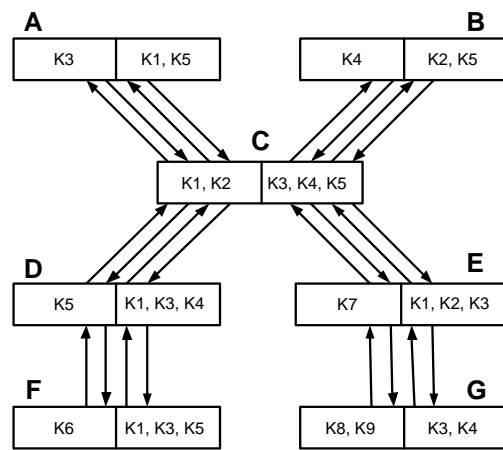 A
B
K3
K1, K5
K4
K2, K5
C
K1, K2
K3, K4, K5
D
E
K5
K1, K3, K4
K7
K1, K2, K3
F
G
K6
K1, K3, K5
K8, K9
K3, K4